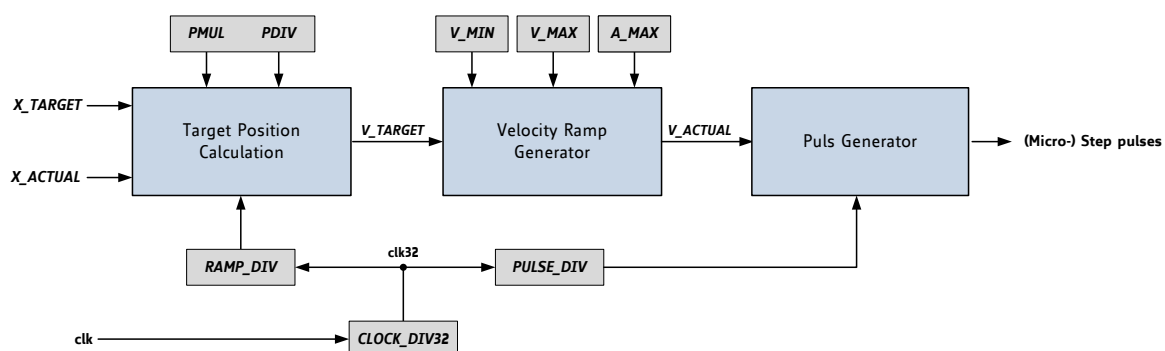 PMUL PDIV
V_MIN V_MAX A_MAX
X_TARGET
X_ACTUAL
Target Position
Calculation
V_TARGET
Velocity Ramp
Generator
V_ACTUAL
Puls Generator
(Micro-) Step pulses
RAMP_DIV
clk32
PULSE_DIV
clk
CLOCK_DIV32